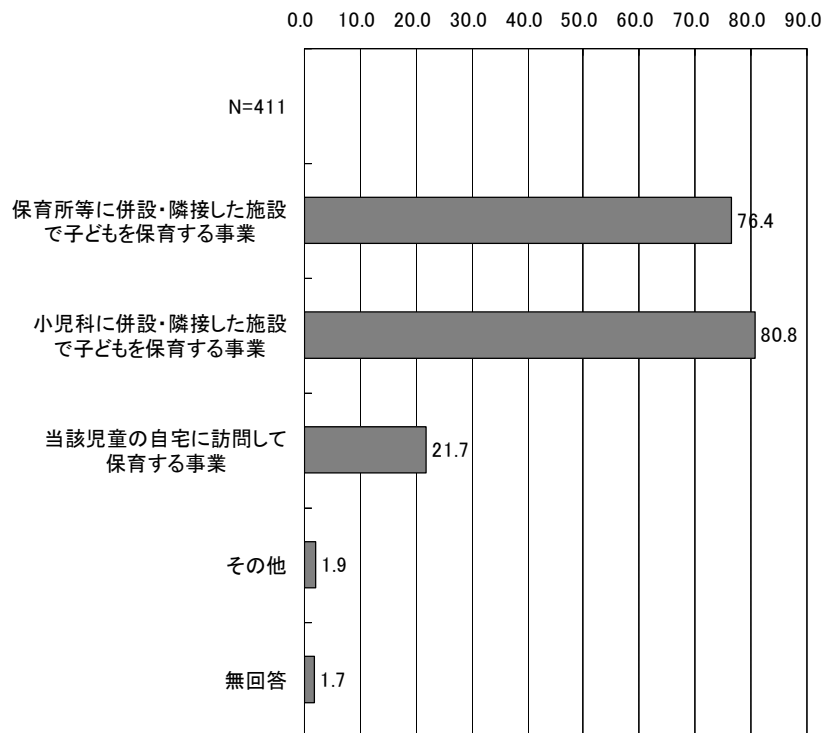 0.0 10.0 20.0 30.0 40.0 50.0 60.0 70.0 80.0 90.0
N=411
保育所等に併設・隣接した施設
で子どもを保育する事業
76.4
小児科に併設・隣接した施設
で子どもを保育する事業
80.8
当該児童の自宅に訪問して
保育する事業
21.7
その他
1.9
無回答
1.7